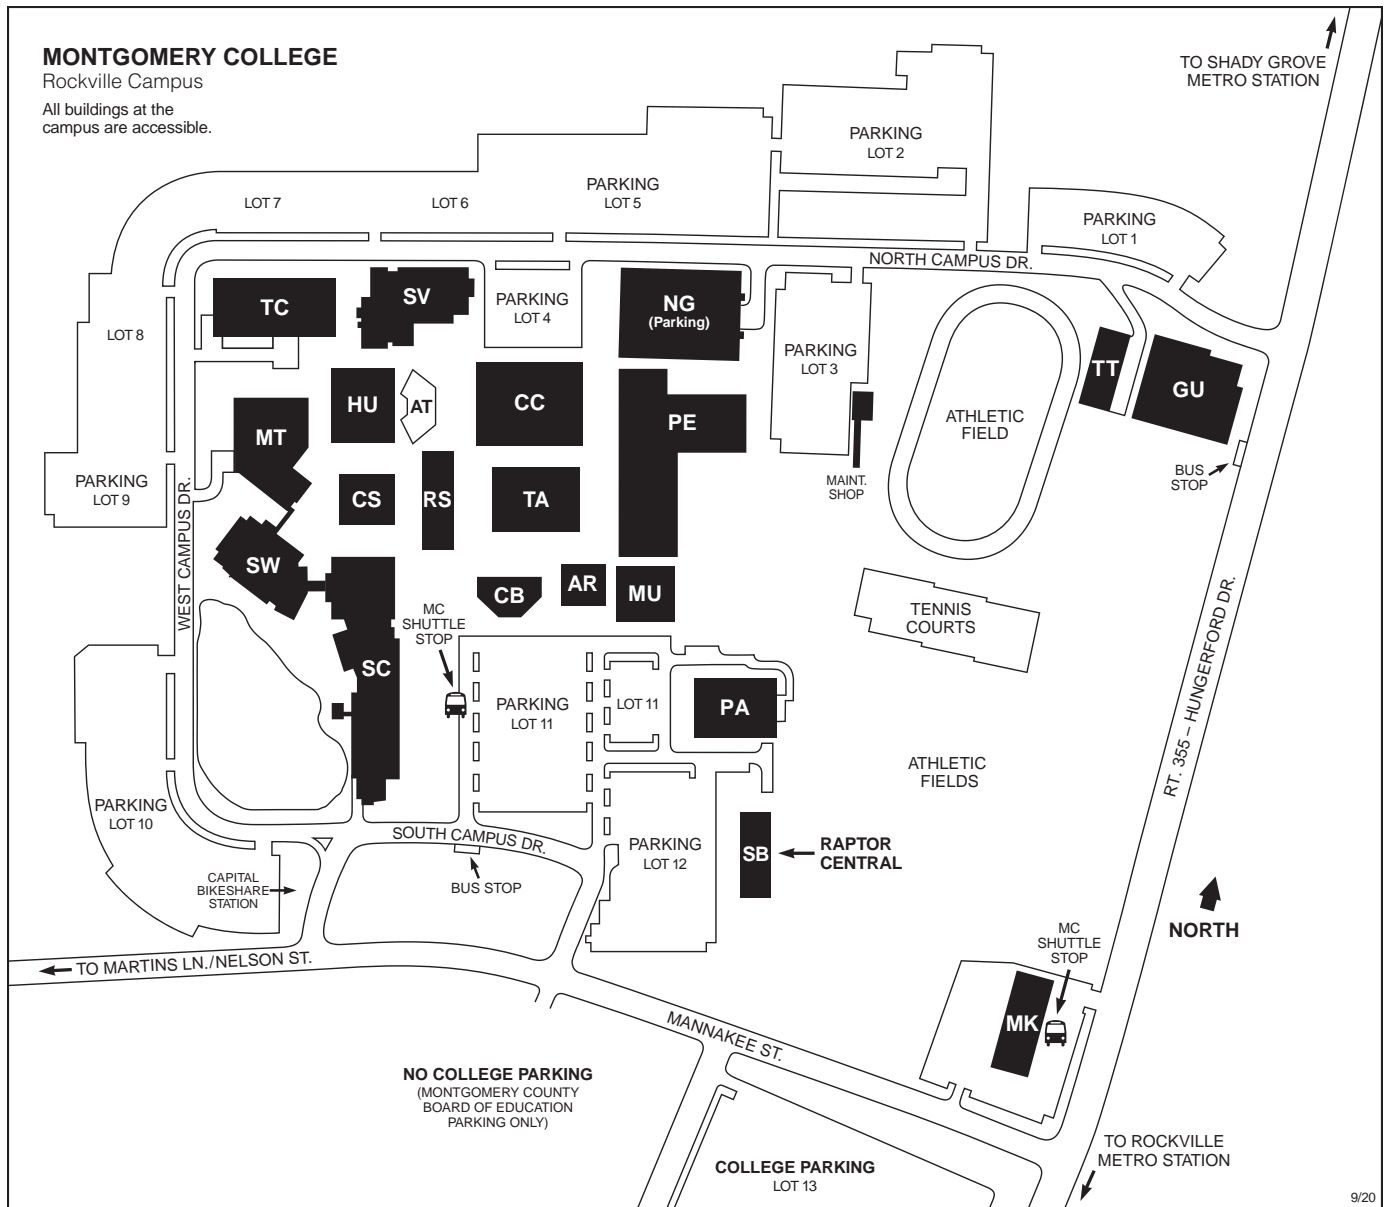 MONTGOMERY COLLEGE
Rockville Campus
All buildings at the
campus are accessible.
TO SHADY GROVE
METRO STATION
PARKING
LOT 2
PARKING
LOT 5
LOT 6
LOT 7
PARKING
LOT 1
NORTH CAMPUS DR.
TC
SV
PARKING
LOT 4
NG
(Parking)
LOT 8
PARKING
LOT 3
TT
GU
HU
AT
CC
PE
ATHLETIC
FIELD
MT
BUS
STOP
PARKING
LOT 9
MAINT.
SHOP
CS
RS
TA
WEST CAMPUS DR.
SW
CB
AR
MU
MC
SHUTTLE
STOP
TENNIS
COURTS
RT. 355 – HUNGERFORD DR.
SC
PARKING
LOT 11
LOT 11
PA
ATHLETIC
FIELDS
PARKING
LOT 10
SOUTH CAMPUS DR.
PARKING
LOT 12
SB
RAPTOR
CENTRAL
CAPITAL
BIKESHARE
STATION
BUS STOP
NORTH
MC
SHUTTLE
STOP
TO MARTINS LN./NELSON ST.
MK
MANNAKEE ST.
NO COLLEGE PARKING
(MONTGOMERY COUNTY
BOARD OF EDUCATION
PARKING ONLY)
COLLEGE PARKING
LOT 13
TO ROCKVILLE
METRO STATION
9/20